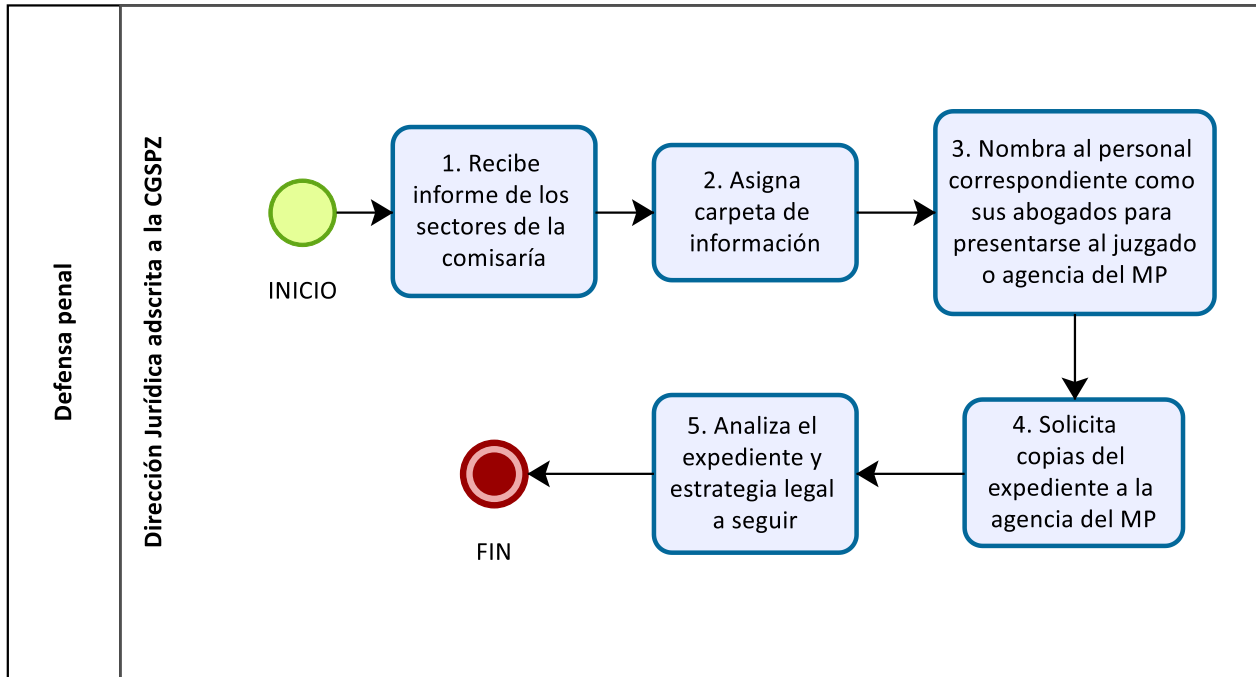 Defensa penal
Dirección Jurídica adscrita a la CGSPZ
INICIO
1. Recibe
informe de los
sectores de la
comisaría
2. Asigna
carpeta de
información
3. Nombra al personal
correspondiente como
sus abogados para
presentarse al juzgado
o agencia del MP
4. Solicita
copias del
expediente a la
agencia del MP
5. Analiza el
expediente y
estrategia legal
a seguir
FIN